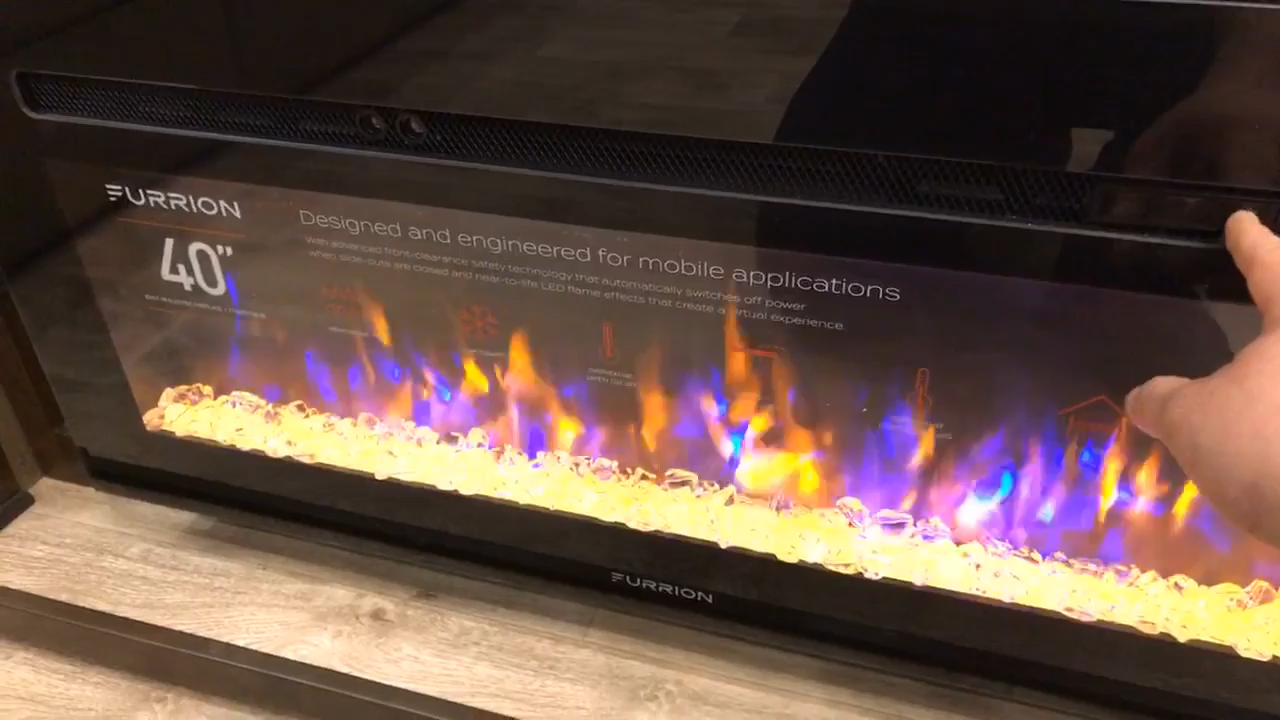 FURRION
40”
Designed and engineered for mobile applications
With advanced front-clearance safety technology that automatically switches off power
when slide-outs are closed and near-to-life LED flame effects that create a virtual experience.
FURRION